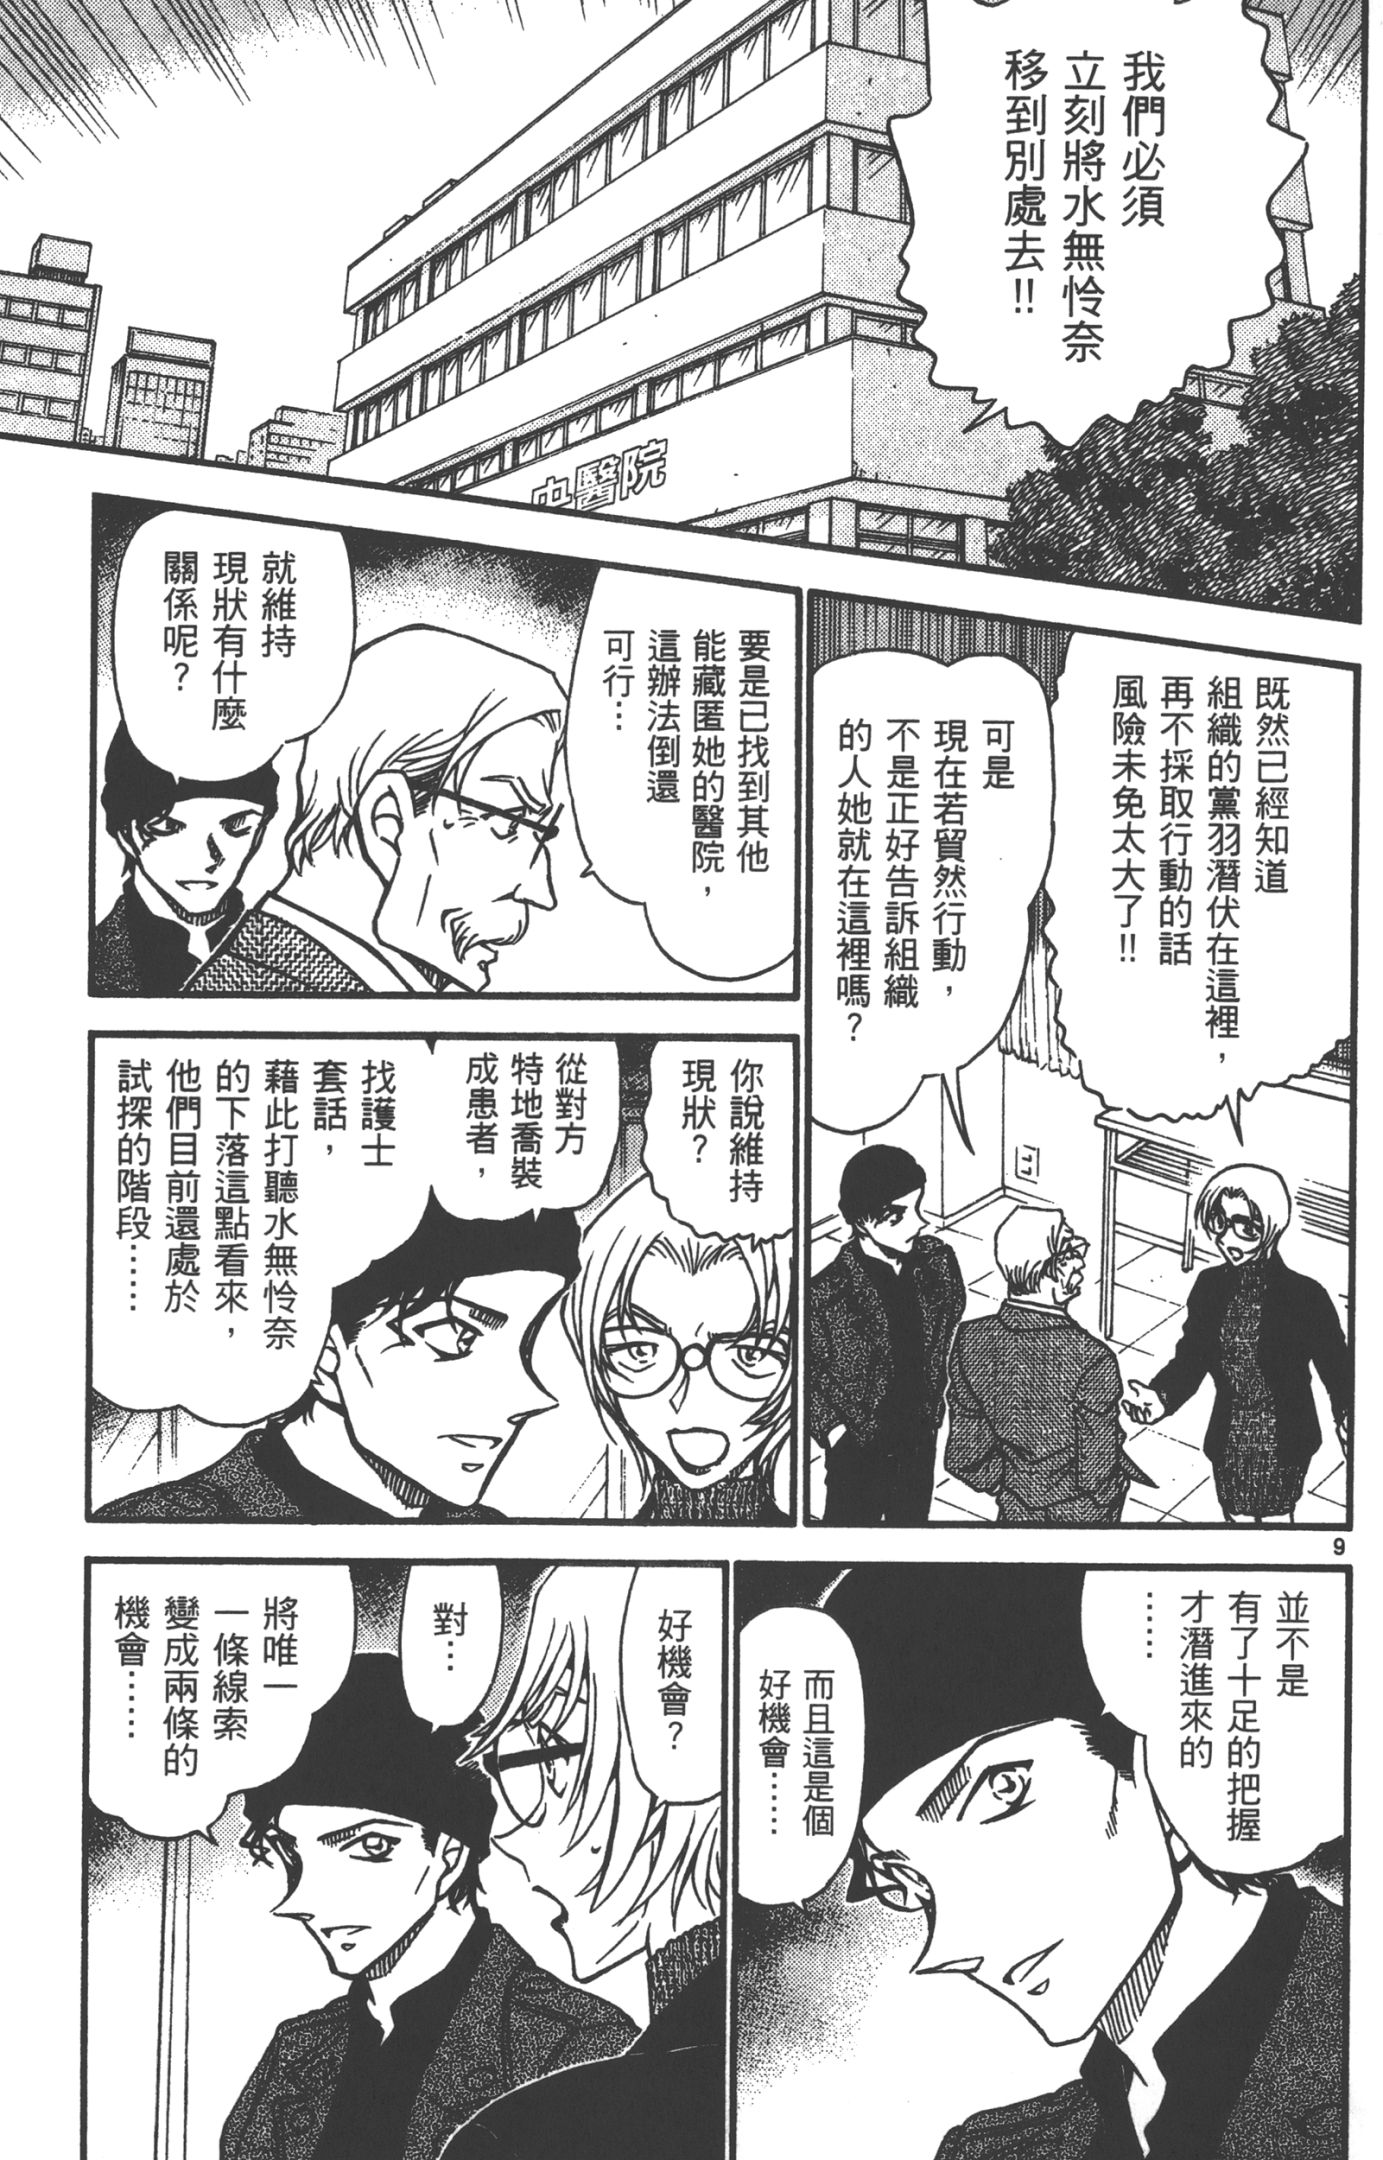 我們必須
立刻將水無怜奈
移到別處去!!
央醫院
既然已經知道
組織的黨羽潛伏在這裡，
再不採取行動的話
風險未免太大了!!
可是
現在若貿然行動，
不是正好告訴組織
的人她就在這裡嗎？
要是已找到其他
能藏匿她的醫院，
這辦法倒還
可行…
就維持
現狀有什麼
關係呢？
你說維持
現狀？
從對方
特地喬裝
成患者，
找護士
套話，
藉此打聽水無怜奈
的下落這點看來，
他們目前還處於
試探的階段……
9
並不是
有了十足的把握
才潛進來的
……
而且這是個
好機會……
好機會？
對…
將唯一
一條線索
變成兩條的
機會……